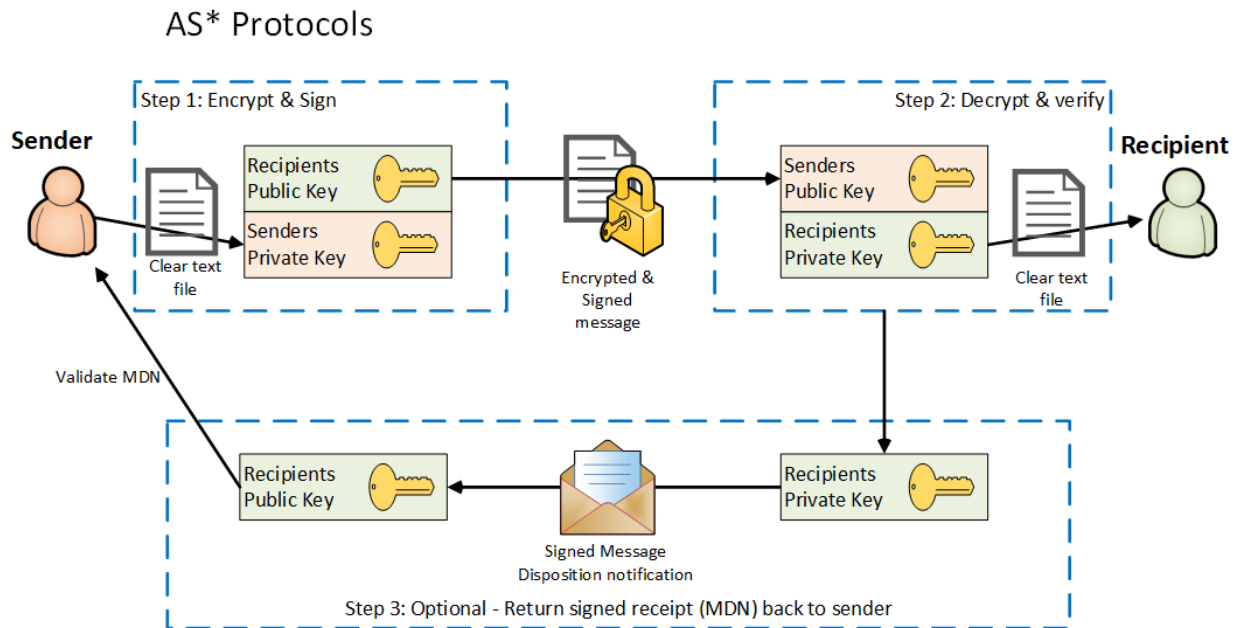 AS* Protocols
Step 1: Encrypt & Sign
Step 2: Decrypt & verify
Sender
Recipient
Recipients
Public Key
Senders
Private Key
Clear text
file
Encrypted &
Signed
message
Senders
Public Key
Recipients
Private Key
Clear text
file
Validate MDN
Recipients
Public Key
Signed Message
Disposition notification
Recipients
Private Key
Step 3: Optional - Return signed receipt (MDN) back to sender